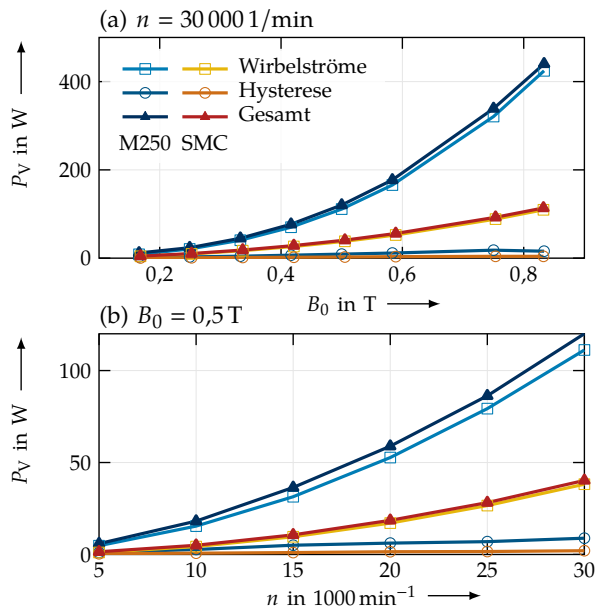 (a) n = 30 000 1/min
P_V in W
400
200
0
Wirbelströme
Hysterese
Gesamt
M250 SMC
0,2 0,4 0,6 0,8
B₀ in T
(b) B₀ = 0,5 T
P_V in W
100
50
0
5 10 15 20 25 30
n in 1000 min⁻¹